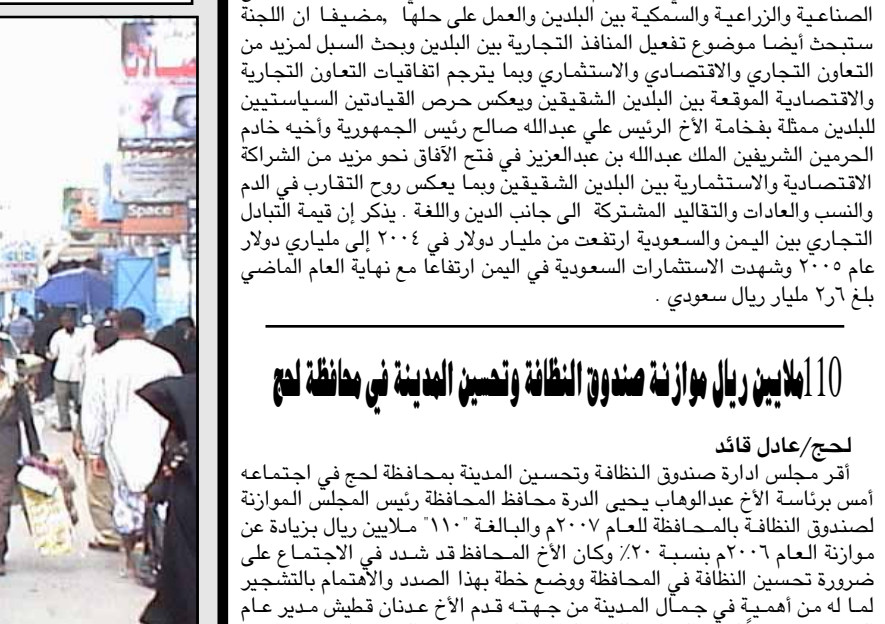 الصناعية والزراعية والسمكية بين البلدين والعمل على حلها ,مضيفا ان اللجنة
ستبحث أيضا موضوع تفعيل المنافذ التجارية بين البلدين وبحث السبل لمزيد من
التعاون التجاري والاقتصادي والاستثماري وبما يترجم اتفاقيات التعاون التجارية
والاقتصادية الموقعة بين البلدين الشقيقين ويعكس حرص القيادتين السياسيتين
للبلدين ممثلة بفخامة الأخ الرئيس علي عبدالله صالح رئيس الجمهورية وأخيه خادم
الحرمين الشريفين الملك عبدالله بن عبدالعزيز في فتح الآفاق نحو مزيد من الشراكة
الاقتصادية والاستثمارية بين البلدين الشقيقين وبما يعكس روح التقارب في الدم
والنسب والعادات والتقاليد المشتركة الى جانب الدين واللغة . يذكر إن قيمة التبادل
التجاري بين اليمن والسعودية ارتفعت من مليار دولار في ٢٠٠٤ إلى ملياري دولار
عام ٢٠٠٥ وشهدت الاستثمارات السعودية في اليمن ارتفاعا مع نهاية العام الماضي
بلغ ٦ر٢ مليار ريال سعودي .
110ملايين ريال موازنة صندوق النظافة وتحسين المدينة في محافظة لحج
لحج/عادل قائد
أقر مجلس ادارة صندوق النظافة وتحسين المدينة بمحافظة لحج في اجتماعه
أمس برئاسة الأخ عبدالوهاب يحيى الدرة محافظ المحافظة رئيس المجلس الموازنة
لصندوق النظافة بالمحافظة للعام ٢٠٠٧م والبالغة "١١٠" ملايين ريال بزيادة عن
موازنة العام ٢٠٠٦م بنسبة ٢٠٪ وكان الأخ المحافظ قد شدد في الاجتماع على
ضرورة تحسين النظافة في المحافظة ووضع خطة بهذا الصدد والاهتمام بالتشجير
لما له من أهمية في جمال المدينة من جهته قدم الأخ عدنان قطيش مدير عام
Space